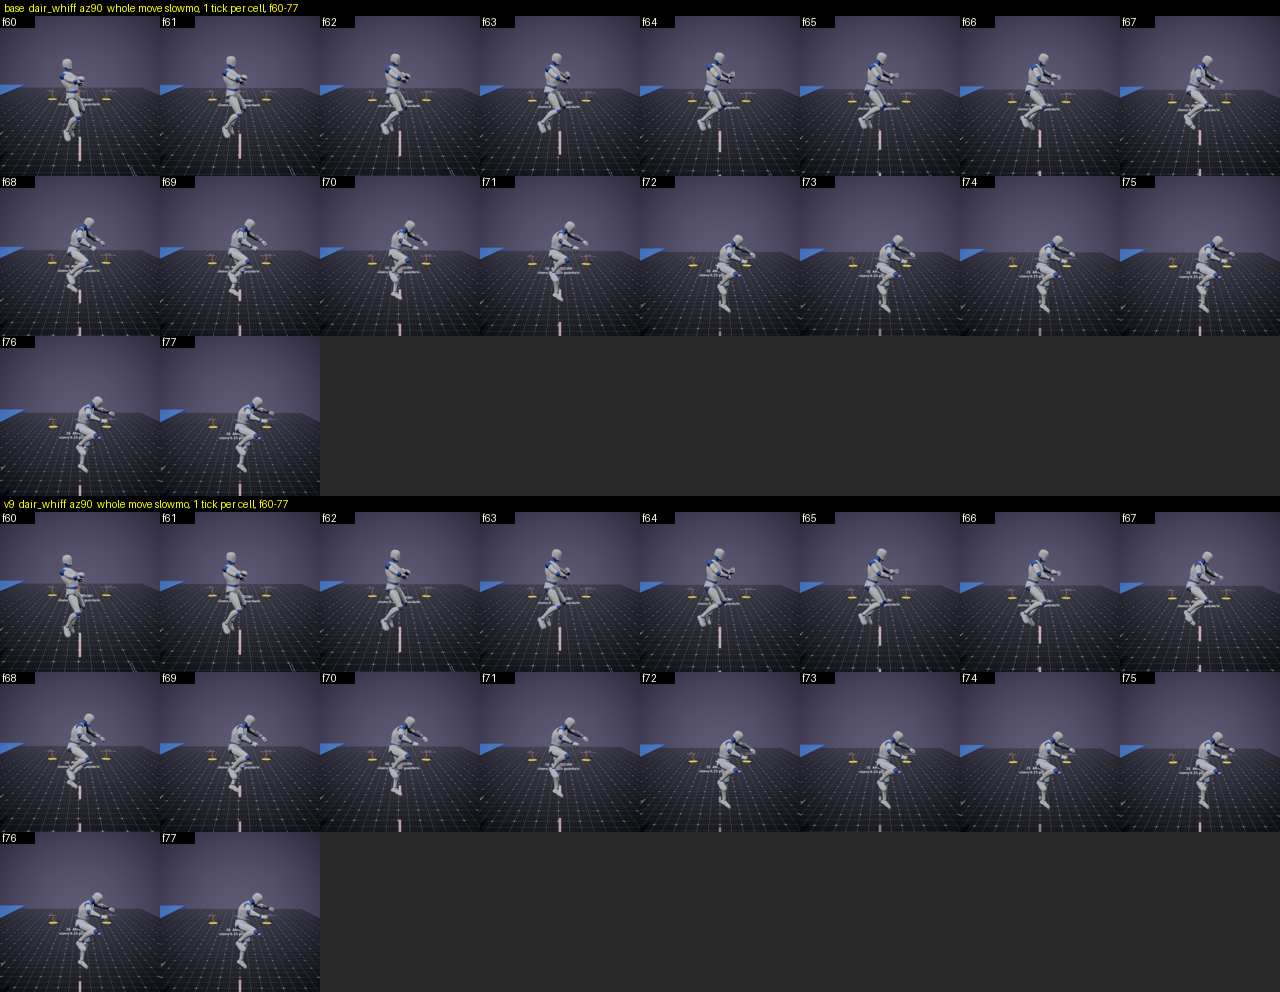 base dair_whiff az90 whole move slowmo, 1 tick per cell, f60-77
f60 f61 f62 f63 f64 f65 f66 f67
f68 f69 f70 f71 f72 f73 f74 f75
f76 f77
v9 dair_whiff az90 whole move slowmo, 1 tick per cell, f60-77
f60 f61 f62 f63 f64 f65 f66 f67
f68 f69 f70 f71 f72 f73 f74 f75
f76 f77